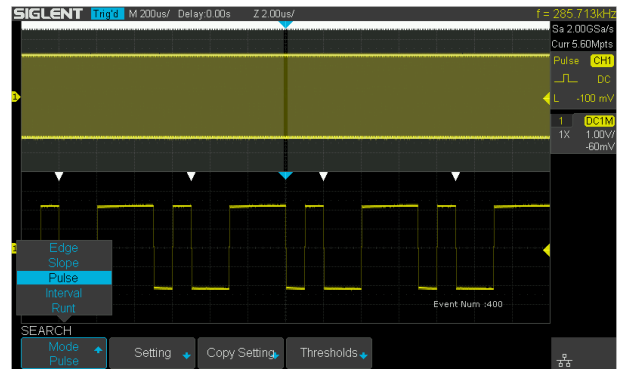 SIGLENT Trig'd M 200us/ Delay:0.00s Z 2.00us/ f = 285.713kHz
Sa 2.00GSa/s
Curr 5.60Mpts
Pulse CH1
DC
L -100 mV
1 DC1M
1X 1.00V/
-60mV
1
1
Edge
Slope
Pulse
Interval
Runt
Event Num :400
SEARCH
Mode
Pulse
Setting
Copy Setting
Thresholds